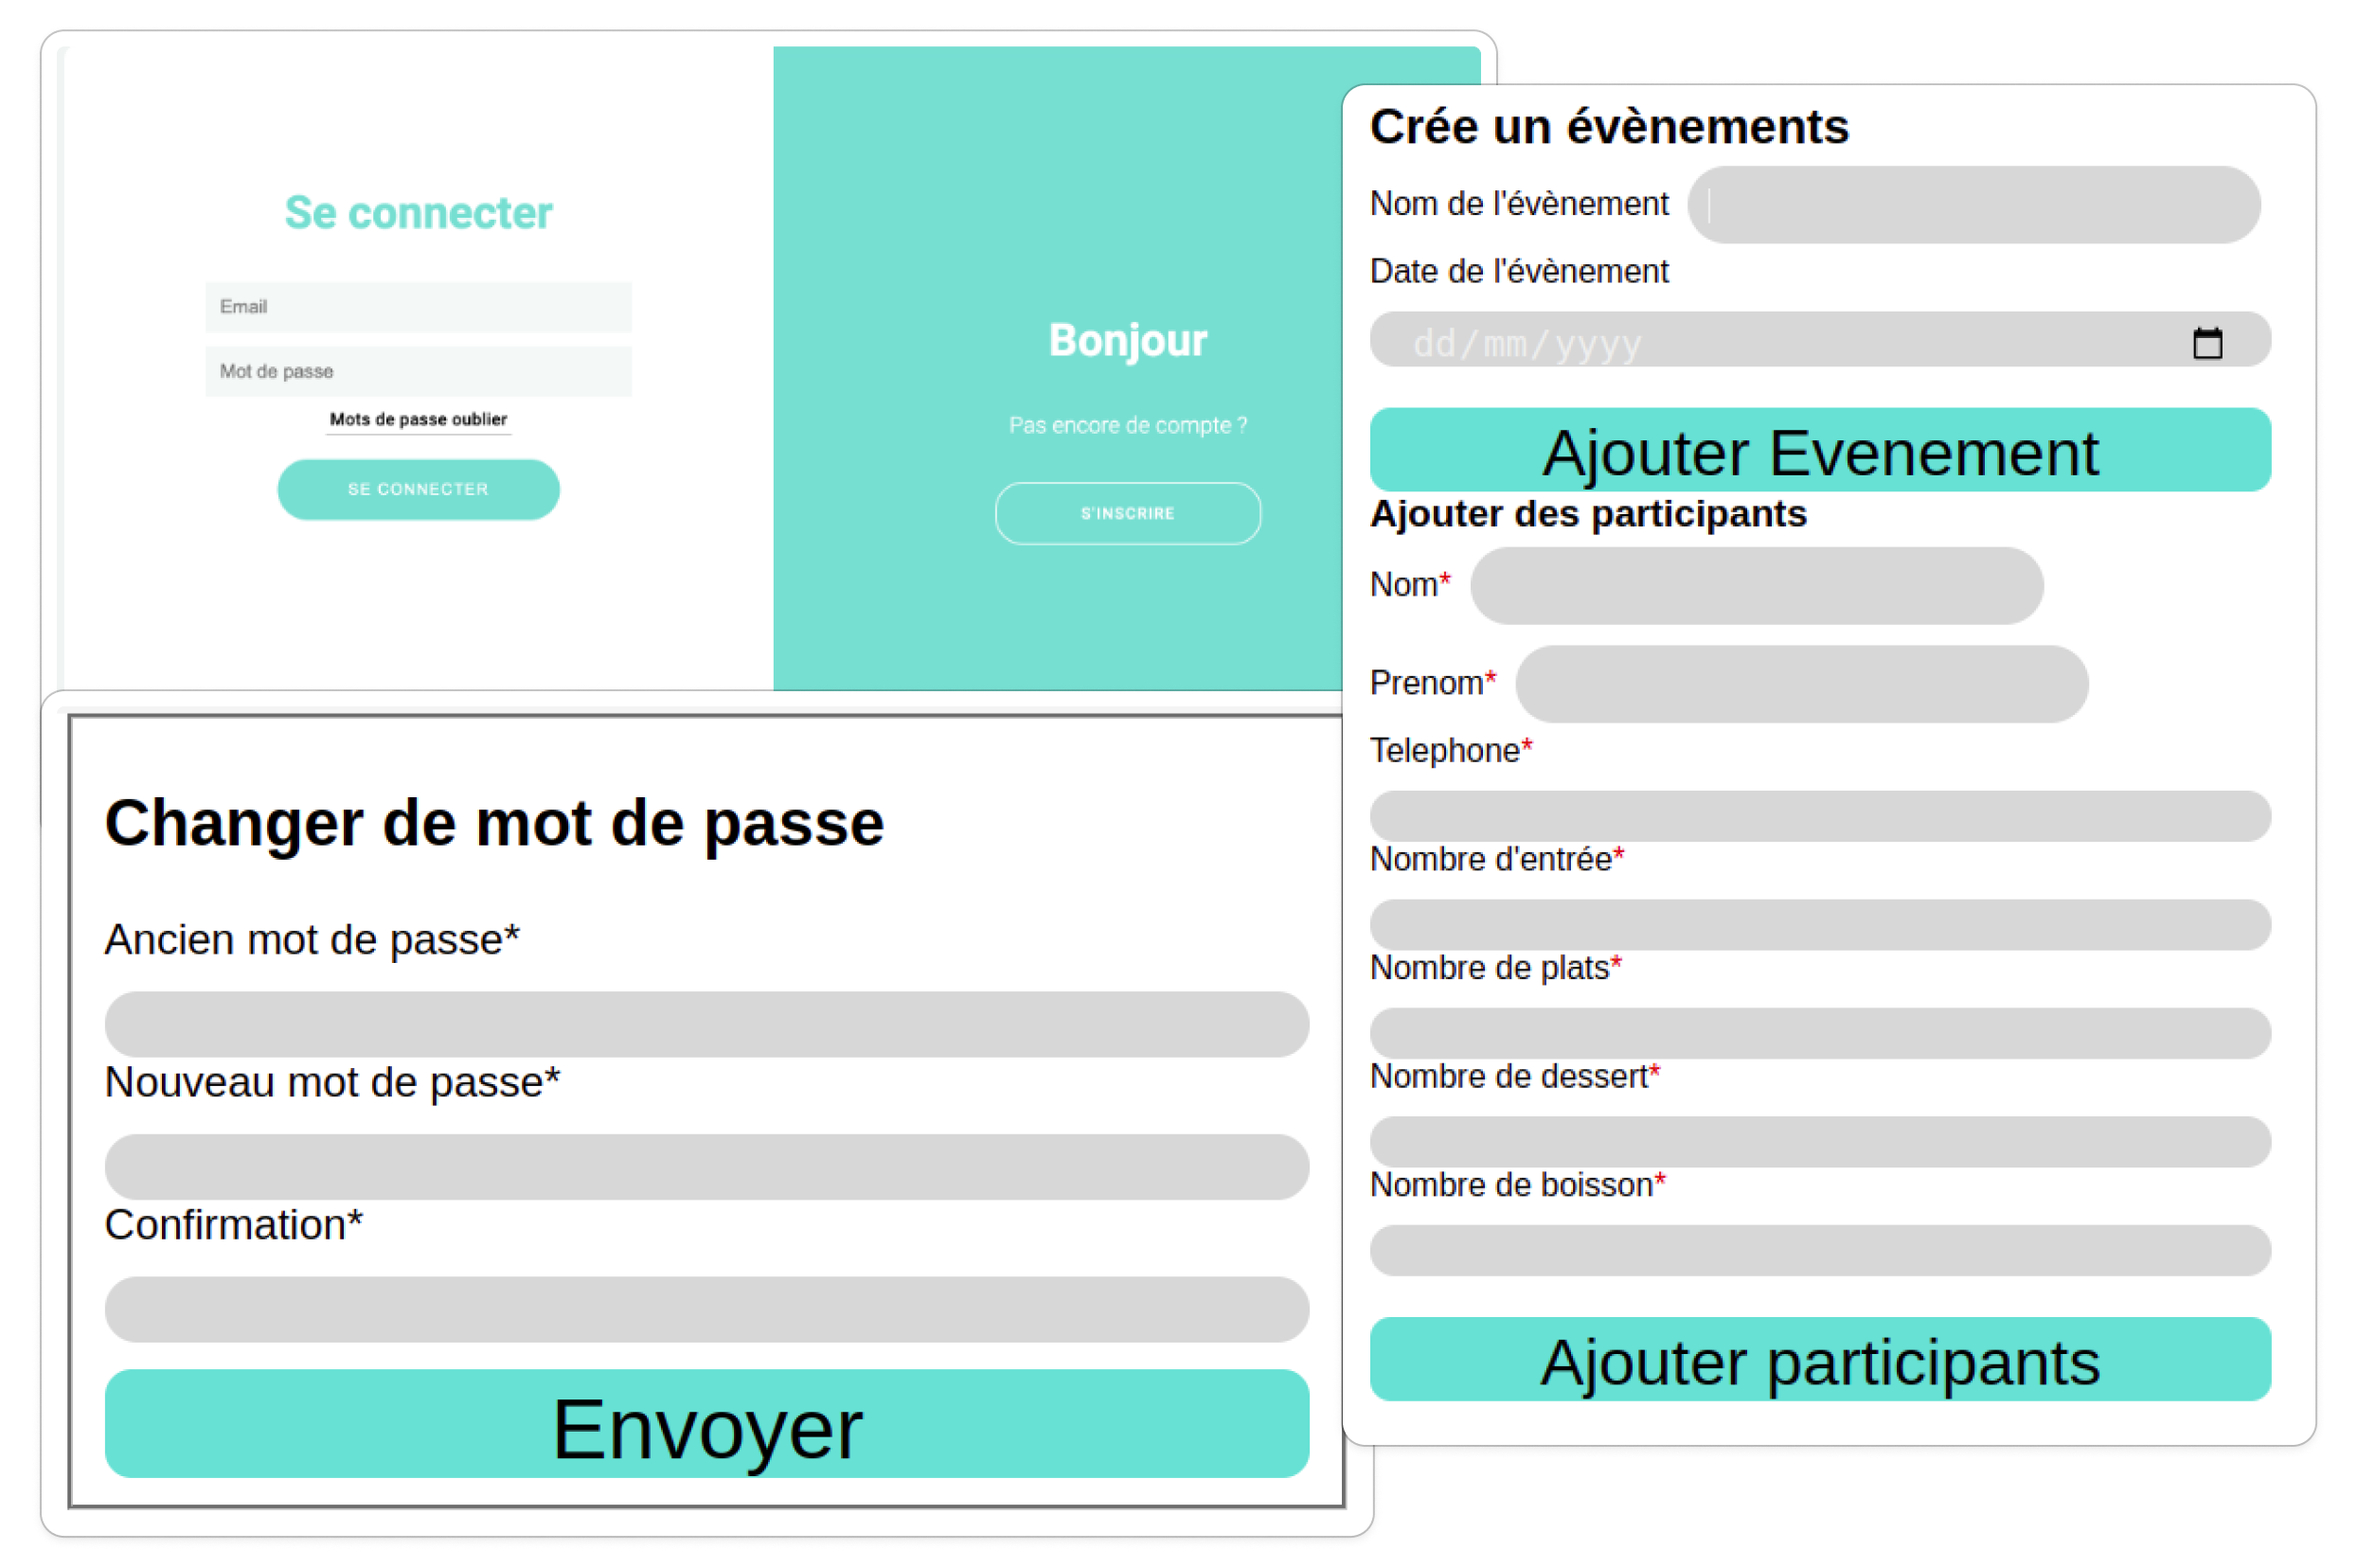 Se connecter
Email
Mot de passe
Mots de passe oublier
SE CONNECTER
Bonjour
Pas encore de compte ?
S'INSCRIRE
Changer de mot de passe
Ancien mot de passe*
Nouveau mot de passe*
Confirmation*
Envoyer
Crée un évènements
Nom de l'évènement
Date de l'évènement
dd/mm/yyyy
Ajouter Evenement
Ajouter des participants
Nom*
Prenom*
Telephone*
Nombre d'entrée*
Nombre de plats*
Nombre de dessert*
Nombre de boisson*
Ajouter participants